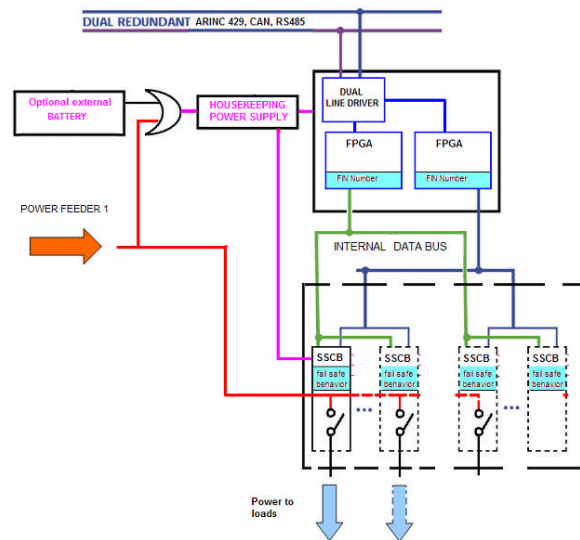 DUAL REDUNDANT ARINC 429, CAN, RS485
Optional external
BATTERY
HOUSEKEEPING
POWER SUPPLY
DUAL
LINE DRIVER
FPGA
FPGA
FIN Number
FIN Number
POWER FEEDER 1
INTERNAL DATA BUS
SSCB
SSCB
SSCB
SSCB
fail safe
behavior
fail safe
behavior
fail safe
behavior
fail safe
behavior
...
...
Power to
loads